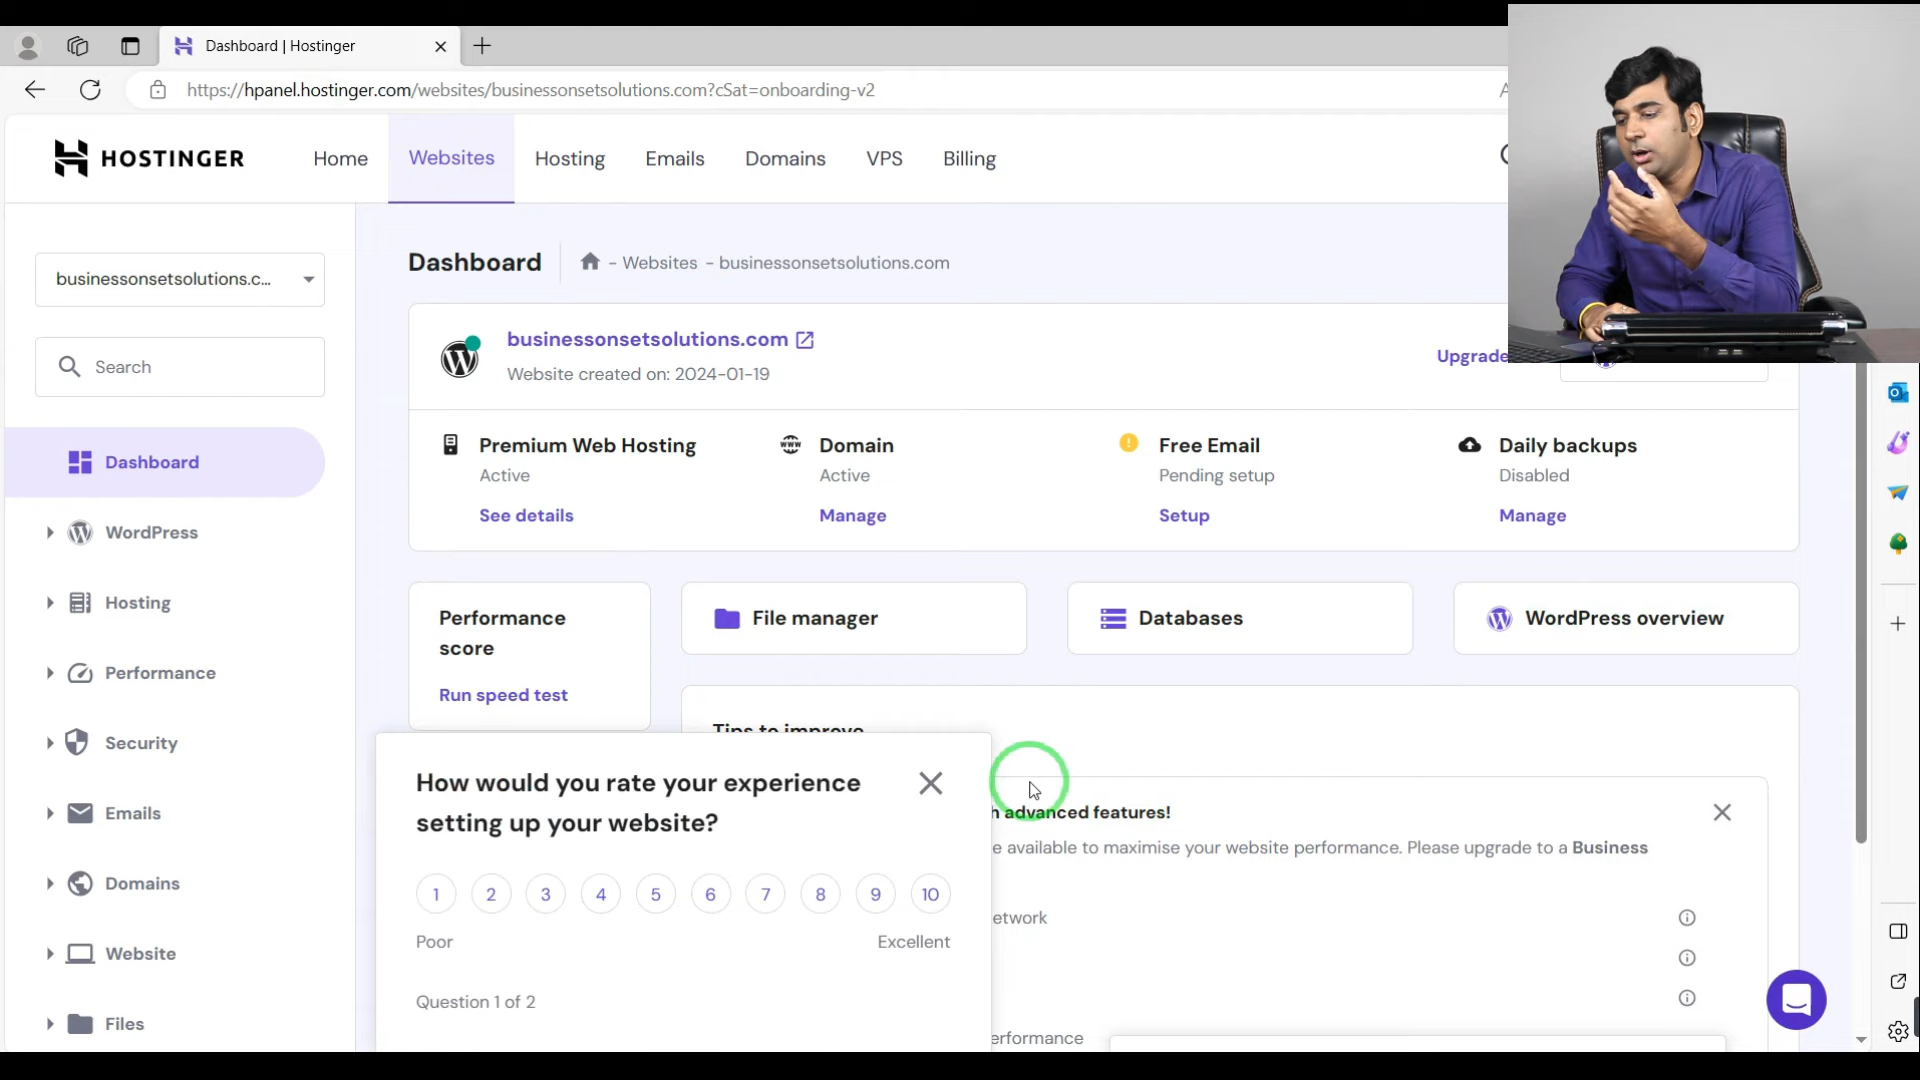 Dashboard | Hostinger
https://hpanel.hostinger.com/websites/businessonsetsolutions.com?cSat=onboarding-v2
HOSTINGER
Home
Websites
Hosting
Emails
Domains
VPS
Billing
businessonsetsolutions.c...
Search
Dashboard
WordPress
Hosting
Performance
Security
Emails
Domains
Website
Files
Dashboard
- Websites - businessonsetsolutions.com
businessonsetsolutions.com
Website created on: 2024-01-19
Upgrade
Premium Web Hosting
Active
See details
Domain
Active
Manage
Free Email
Pending setup
Setup
Daily backups
Disabled
Manage
Performance
score
Run speed test
File manager
Databases
WordPress overview
Tips to improve
advanced features!
available to maximise your website performance. Please upgrade to a Business
etwork
erformance
How would you rate your experience
setting up your website?
1 2 3 4 5 6 7 8 9 10
Poor
Excellent
Question 1 of 2